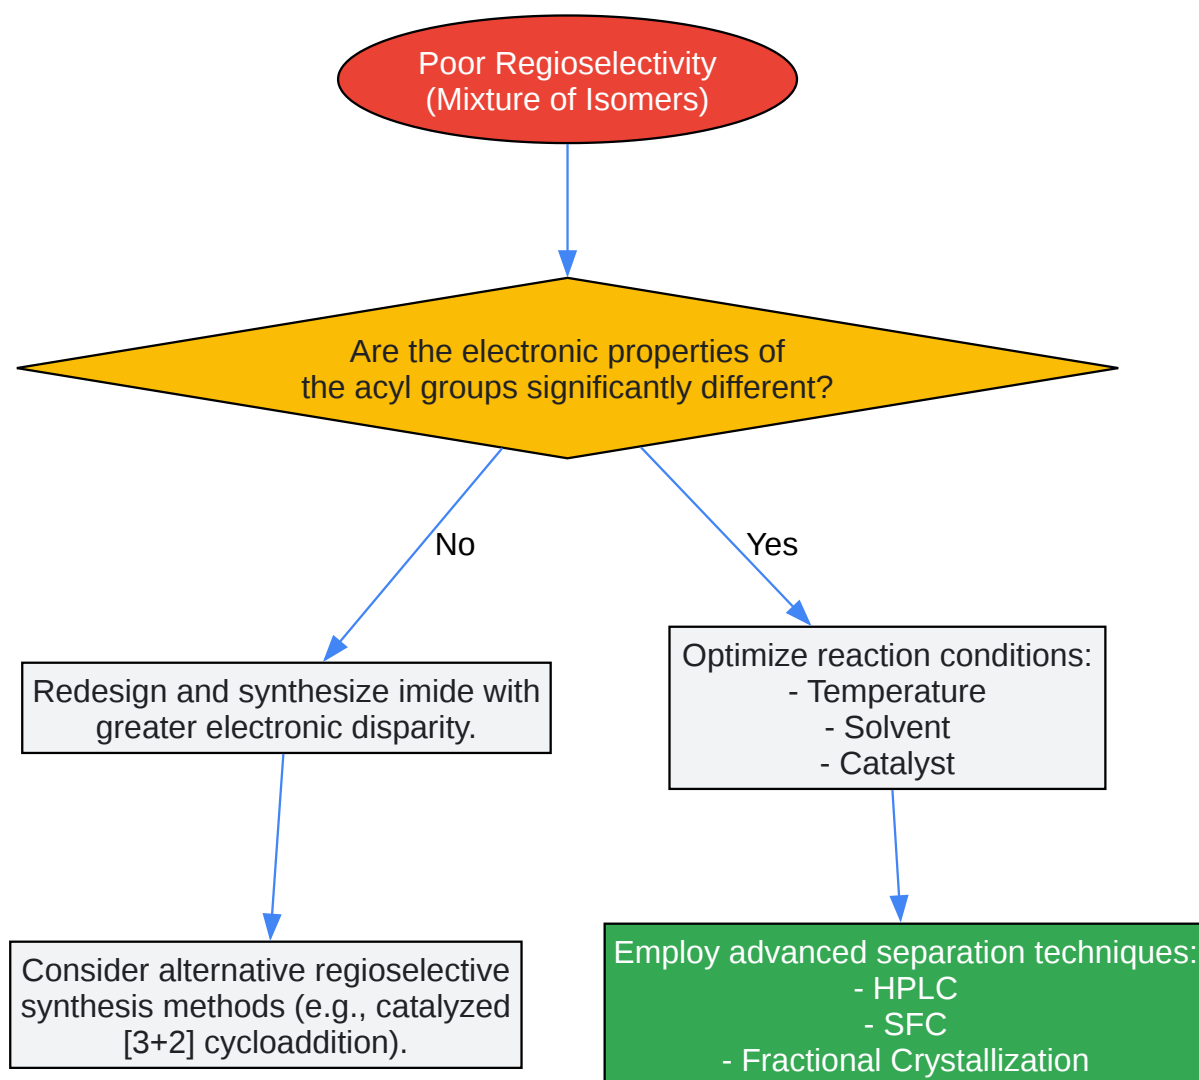 Poor Regioselectivity
(Mixture of Isomers)
Are the electronic properties of
the acyl groups significantly different?
No
Yes
Redesign and synthesize imide with
greater electronic disparity.
Optimize reaction conditions:
- Temperature
- Solvent
- Catalyst
Consider alternative regioselective
synthesis methods (e.g., catalyzed
[3+2] cycloaddition).
Employ advanced separation techniques:
- HPLC
- SFC
- Fractional Crystallization